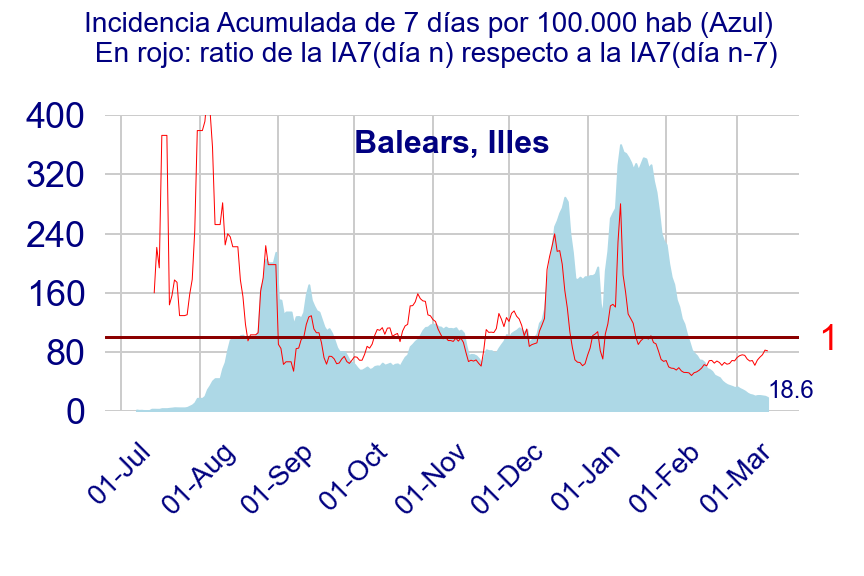 Incidencia Acumulada de 7 días por 100.000 hab (Azul)
En rojo: ratio de la IA7(día n) respecto a la IA7(día n-7)
400
Balears, Illes
320
240
160
1
80
18.6
0
01-Jul
01-Aug
01-Sep
01-Oct
01-Nov
01-Dec
01-Jan
01-Feb
01-Mar